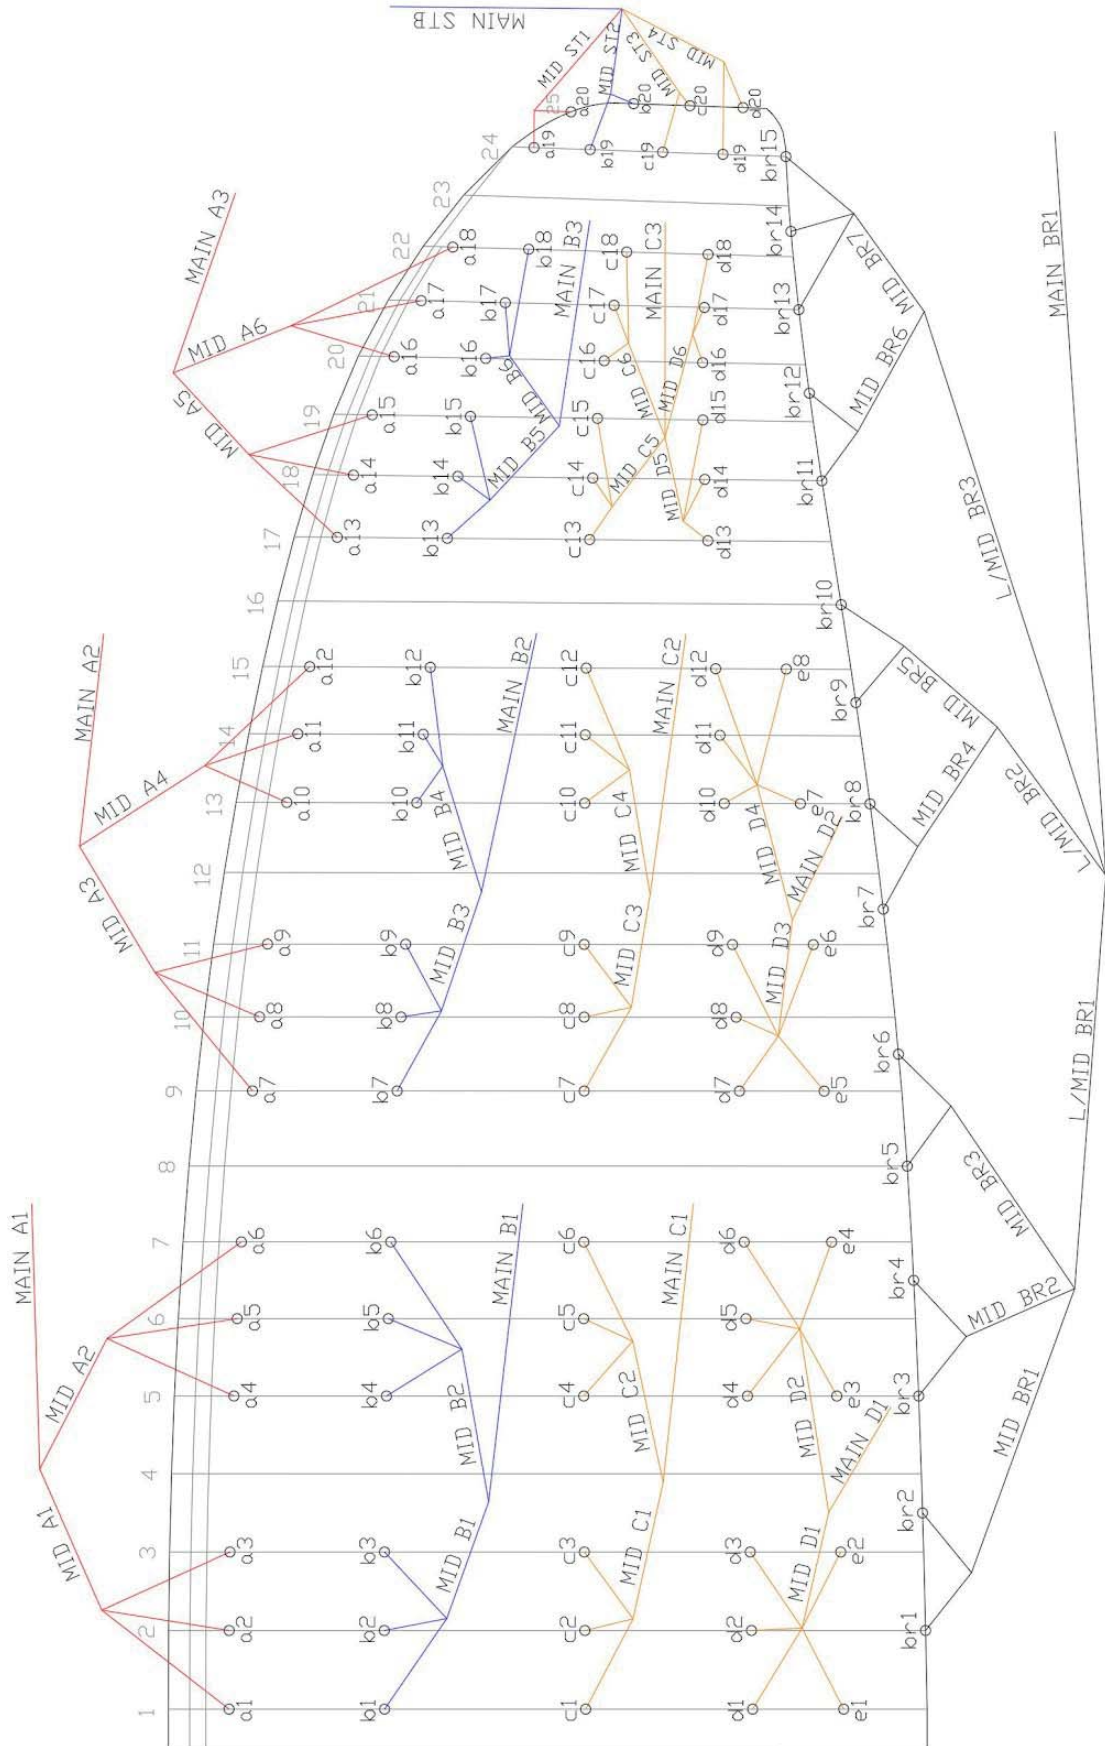 MAIN A1
MAIN A2
MAIN A3
MAIN STB
MID A1
MID A2
MID A3
MID A4
MID A5
MID A6
MID ST1
MID ST2
MID ST3
MID ST4
1
2
3
4
5
6
7
8
9
10
11
12
13
14
15
16
17
18
19
20
21
22
23
24
25
a1
a2
a3
a4
a5
a6
a7
a8
a9
a10
a11
a12
a13
a14
a15
a16
a17
a18
a19
a20
b1
b2
b3
b4
b5
b6
b7
b8
b9
b10
b11
b12
b13
b14
b15
b16
b17
b18
b19
b20
MID B1
MID B2
MID B3
MID B4
MID B5
MID B6
MAIN B1
MAIN B2
MAIN B3
c1
c2
c3
c4
c5
c6
c7
c8
c9
c10
c11
c12
c13
c14
c15
c16
c17
c18
c19
c20
MID C1
MID C2
MID C3
MID C4
MID C5
MID C6
MAIN C1
MAIN C2
MAIN C3
d1
d2
d3
d4
d5
d6
d7
d8
d9
d10
d11
d12
d13
d14
d15
d16
d17
d18
d19
d20
MID D1
MID D2
MID D3
MID D4
MID D5
MID D6
MAIN D1
MAIN D2
e1
e2
e3
e4
e5
e6
e7
e8
br1
br2
br3
br4
br5
br6
br7
br8
br9
br10
br11
br12
br13
br14
br15
MID BR1
MID BR2
MID BR3
MID BR4
MID BR5
MID BR6
MID BR7
L/MID BR1
L/MID BR2
L/MID BR3
MAIN BR1